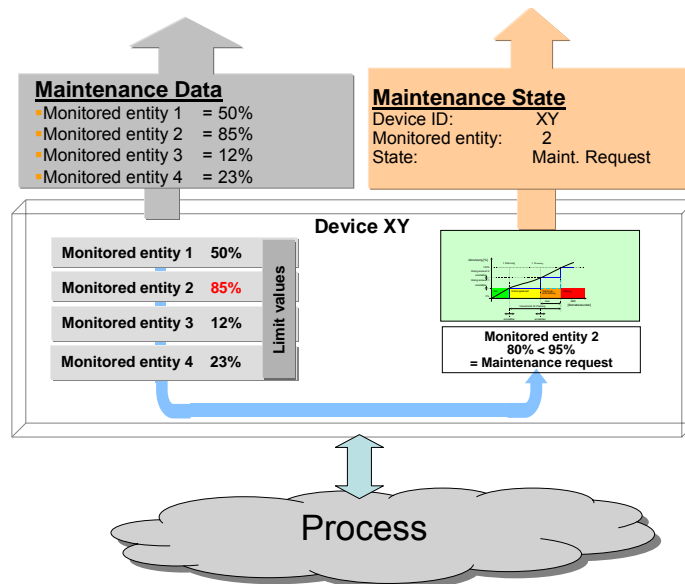 Maintenance Data
Monitored entity 1 = 50%
Monitored entity 2 = 85%
Monitored entity 3 = 12%
Monitored entity 4 = 23%
Maintenance State
Device ID: XY
Monitored entity: 2
State: Maint. Request
Device XY
Monitored entity 1 50%
Monitored entity 2 85%
Monitored entity 3 12%
Monitored entity 4 23%
Limit values
Monitored entity 2
80% < 95%
= Maintenance request
Process